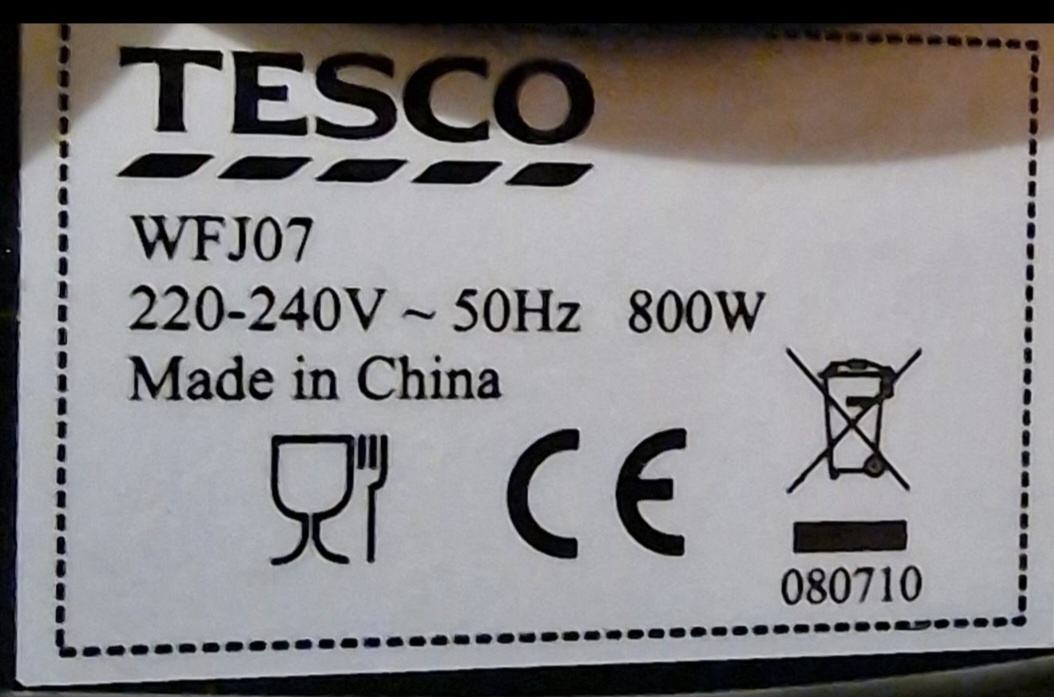 TESCO
WFJ07
220-240V ~ 50Hz 800W
Made in China
CE
080710